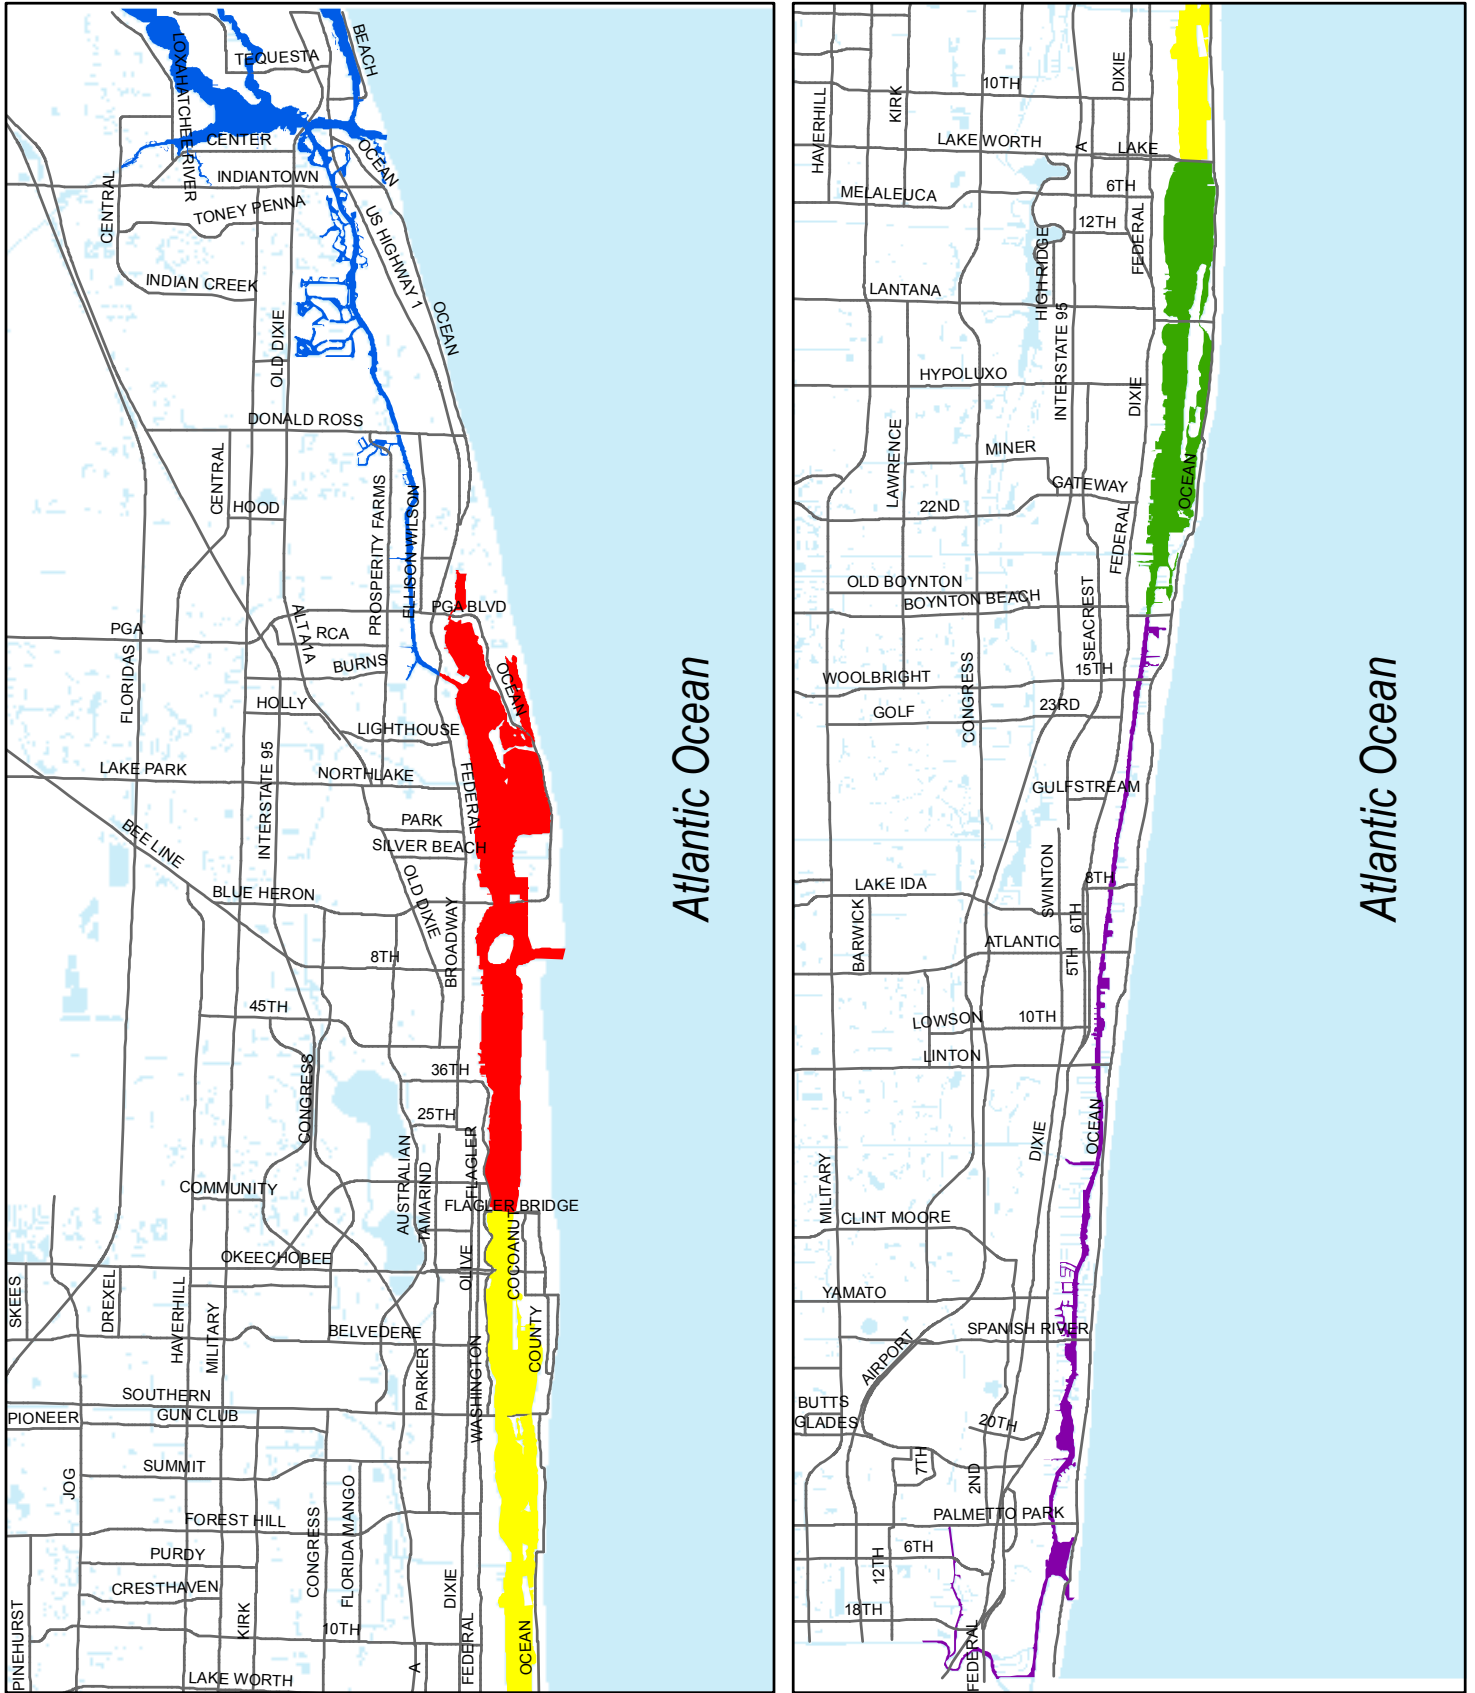 BEACH
LOXAHATCHEE RIVER
TEQUESTA
CENTER
OCEAN
INDIANTOWN
CENTRAL
TONEY PENNA
US HIGHWAY 1
INDIAN CREEK
OCEAN
OLD DIXIE
DONALD ROSS
CENTRAL
HOOD
PROSPERITY FARMS
ELLISON WILSON
PGA BLVD
ALT A1A
PGA
RCA
BURNS
FLORIDAS
OCEAN
HOLLY
LIGHTHOUSE
LAKE PARK
NORTHLAKE
INTERSTATE 95
FEDERAL
BEE LINE
PARK
SILVER BEACH
BLUE HERON
OLD DIXIE
BROADWAY
8TH
45TH
CONGRESS
36TH
25TH
AUSTRALIAN
TAMARIND
FLAGLER
COMMUNITY
FLAGLER BRIDGE
OKEECHOBEE
OLIVE
COCOANUT
SKEES
DREXEL
HAVERHILL
MILITARY
BELVEDERE
PARKER
WASHINGTON
COUNTY
SOUTHERN
PIONEER
GUN CLUB
SUMMIT
JOG
FOREST HILL
CONGRESS
FLORIDA MANGO
PURDY
CRESTHAVEN
DIXIE
PINEHURST
KIRK
10TH
A
FEDERAL
OCEAN
LAKE WORTH
Atlantic Ocean
DIXIE
10TH
HAVERHILL
KIRK
LAKE WORTH
A
LAKE
MELALEUCA
6TH
12TH
FEDERAL
HIGH RIDGE
LANTANA
INTERSTATE 95
HYPOLUXO
DIXIE
LAWRENCE
MINER
GATEWAY
OCEAN
22ND
FEDERAL
OLD BOYNTON
BOYNTON BEACH
SEACREST
15TH
WOOLBRIGHT
CONGRESS
23RD
GOLF
GULFSTREAM
LAKE IDA
SWINTON
8TH
6TH
BARWICK
ATLANTIC
5TH
LOWSON
10TH
LINTON
OCEAN
DIXIE
MILITARY
CLINT MOORE
YAMATO
SPANISH RIVER
AIRPORT
BUTTS
GLADES
20TH
7TH
2ND
PALMETTO PARK
6TH
12TH
18TH
FEDERAL
Atlantic Ocean